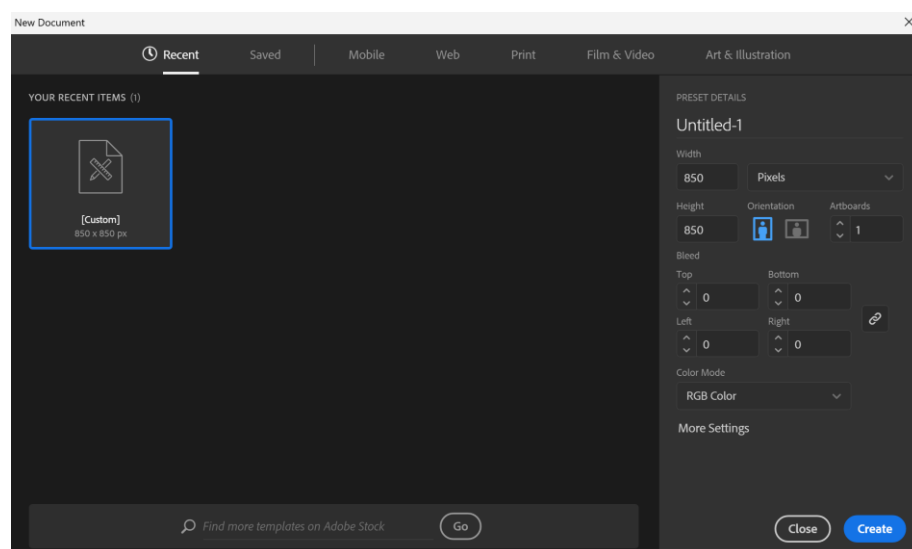 New Document
Recent Saved Mobile Web Print Film & Video Art & Illustration
YOUR RECENT ITEMS (1)
[Custom]
850 x 850 px
Find more templates on Adobe Stock Go
PRESET DETAILS
Untitled-1
Width
850 Pixels
Height Orientation Artboards
850 1
Bleed
Top Bottom
0 0
Left Right
0 0
Color Mode
RGB Color
More Settings
Close Create